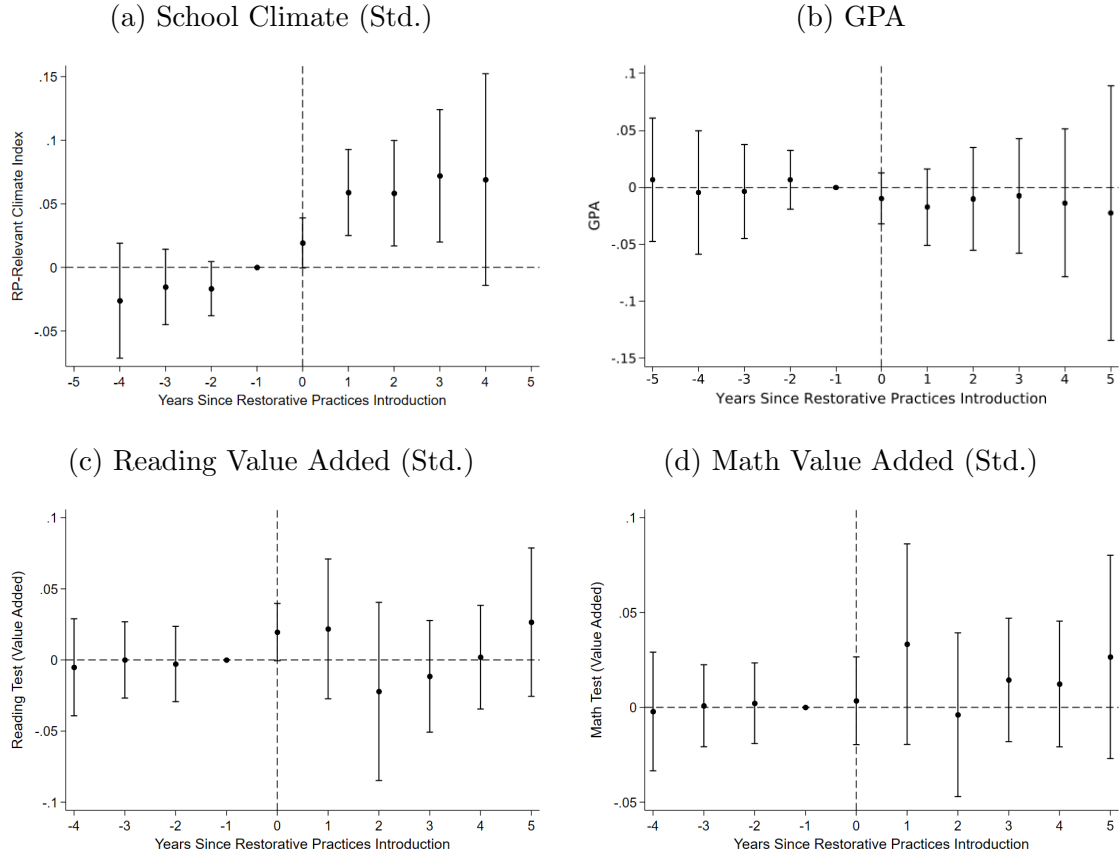 (a) School Climate (Std.)
.15
.1
.05
0
-.05
RP-Relevant Climate Index
-5 -4 -3 -2 -1 0 1 2 3 4 5
Years Since Restorative Practices Introduction
(b) GPA
.1
.05
0
-.05
-.1
-.15
GPA
-5 -4 -3 -2 -1 0 1 2 3 4 5
Years Since Restorative Practices Introduction
(c) Reading Value Added (Std.)
.1
.05
0
-.05
-.1
Reading Test (Value Added)
-4 -3 -2 -1 0 1 2 3 4 5
Years Since Restorative Practices Introduction
(d) Math Value Added (Std.)
.1
.05
0
-.05
Math Test (Value Added)
-4 -3 -2 -1 0 1 2 3 4 5
Years Since Restorative Practices Introduction